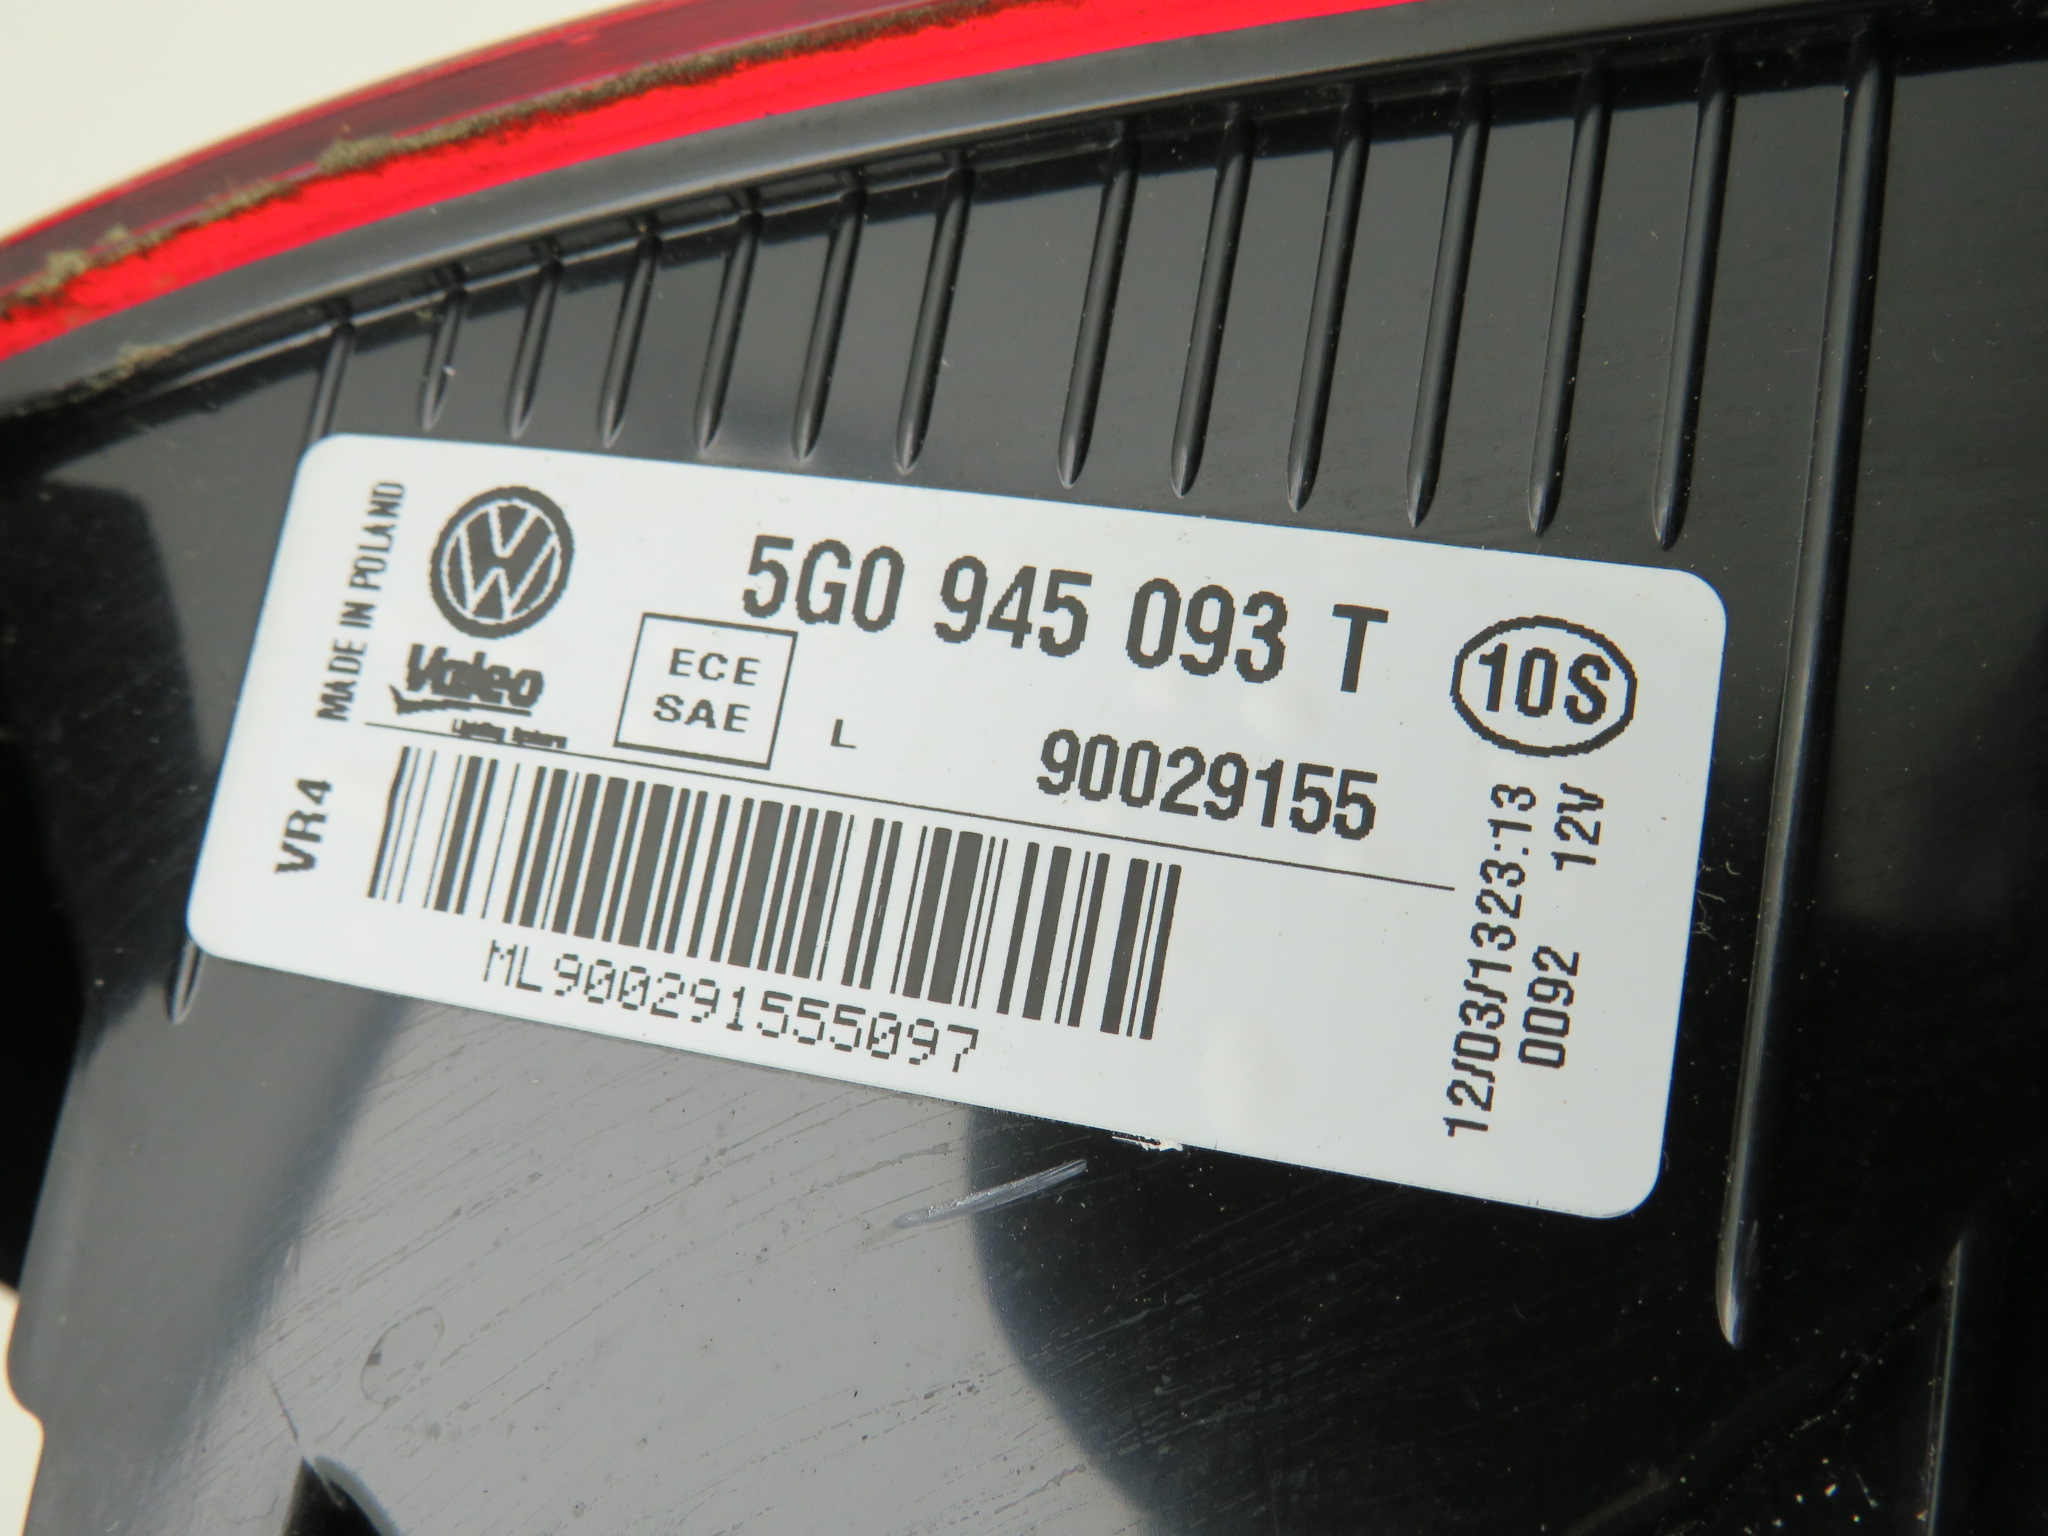 MADE IN POLAND
Valeo
5G0 945 093 T
ECE
SAE
L
90029155
10S
VR4
ML900291555097
12/03/1323:13
0092 12V